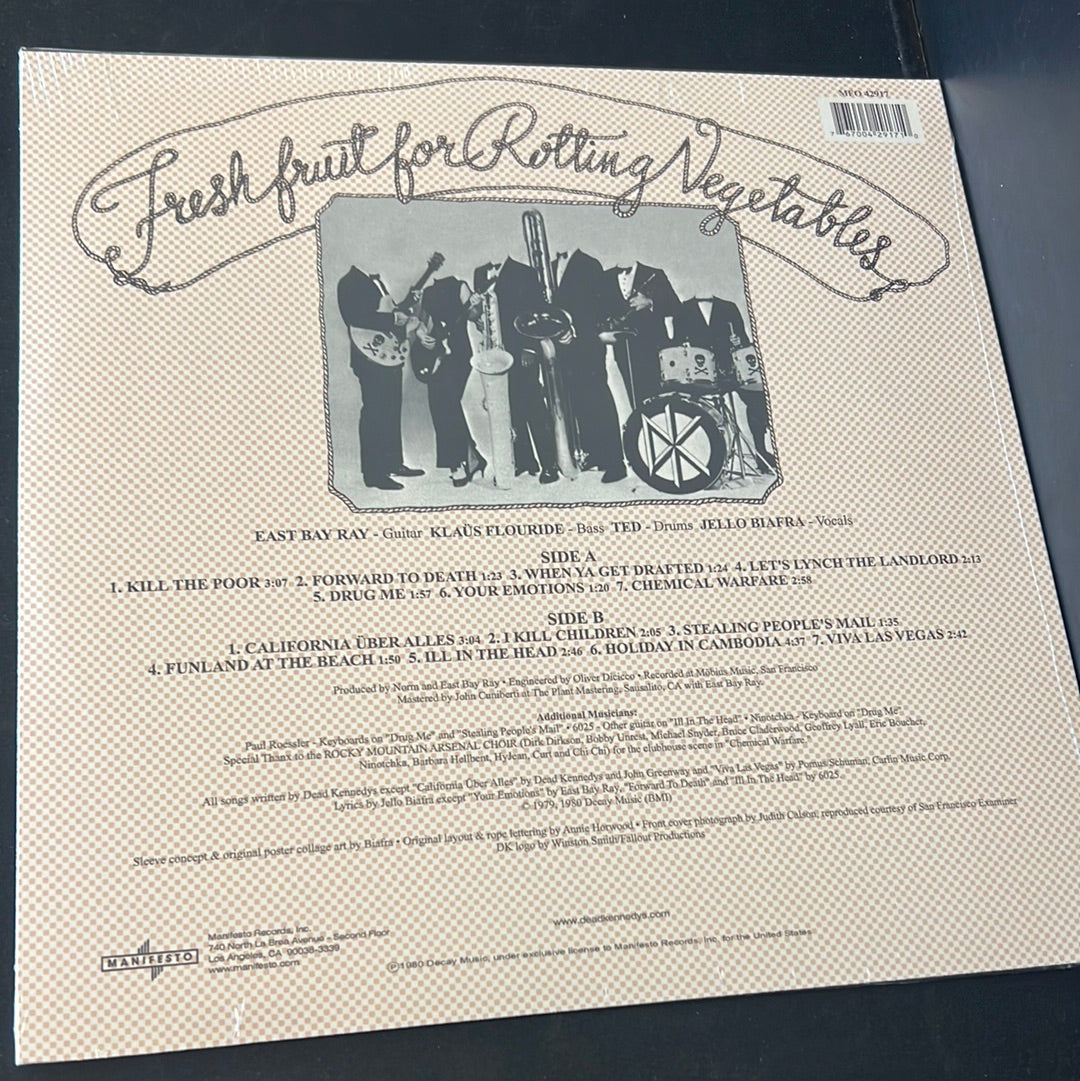 MFO 42917
7 67004 29171 0
Fresh fruit for Rotting Vegetables
EAST BAY RAY - Guitar KLAÜS FLOURIDE - Bass TED - Drums JELLO BIAFRA - Vocals
SIDE A
1. KILL THE POOR 3:07 2. FORWARD TO DEATH 1:23 3. WHEN YA GET DRAFTED 1:24 4. LET'S LYNCH THE LANDLORD 2:13
5. DRUG ME 1:57 6. YOUR EMOTIONS 1:20 7. CHEMICAL WARFARE 2:58
SIDE B
1. CALIFORNIA ÜBER ALLES 3:04 2. I KILL CHILDREN 2:05 3. STEALING PEOPLE'S MAIL 1:35
4. FUNLAND AT THE BEACH 1:50 5. ILL IN THE HEAD 2:46 6. HOLIDAY IN CAMBODIA 4:37 7. VIVA LAS VEGAS 2:42
Produced by Norm and East Bay Ray • Engineered by Oliver Dicicco • Recorded at Möbius Music, San Francisco
Mastered by John Cuniberti at The Plant Mastering, Sausalito, CA with East Bay Ray.
Additional Musicians:
Paul Roessler - Keyboards on "Drug Me" and "Stealing People's Mail" • 6025 - Other guitar on "Ill In The Head" • Ninotchka - Keyboard on "Drug Me"
Special Thanx to the ROCKY MOUNTAIN ARSENAL CHOIR (Dirk Dirkson, Bobby Unrest, Michael Snyder, Bruce Claderwood, Geoffrey Lyall, Eric Boucher,
Ninotchka, Barbara Hellbent, HyJean, Curt and Chi Chi) for the clubhouse scene in "Chemical Warfare."
All songs written by Dead Kennedys except "California Über Alles" by Dead Kennedys and John Greenway and "Viva Las Vegas" by Pomus/Schuman, Carlin Music Corp.
Lyrics by Jello Biafra except "Your Emotions" by East Bay Ray, "Forward To Death" and "Ill In The Head" by 6025.
© 1979, 1980 Decay Music (BMI)
Sleeve concept & original poster collage art by Biafra • Original layout & rope lettering by Annie Horwood • Front cover photograph by Judith Calson, reproduced courtesy of San Francisco Examiner
DK logo by Winston Smith/Fallout Productions
MANIFESTO
Manifesto Records, Inc.
740 North La Brea Avenue - Second Floor
Los Angeles, CA 90038-3339
www.manifesto.com
www.deadkennedys.com
℗1980 Decay Music, under exclusive license to Manifesto Records, Inc. for the United States